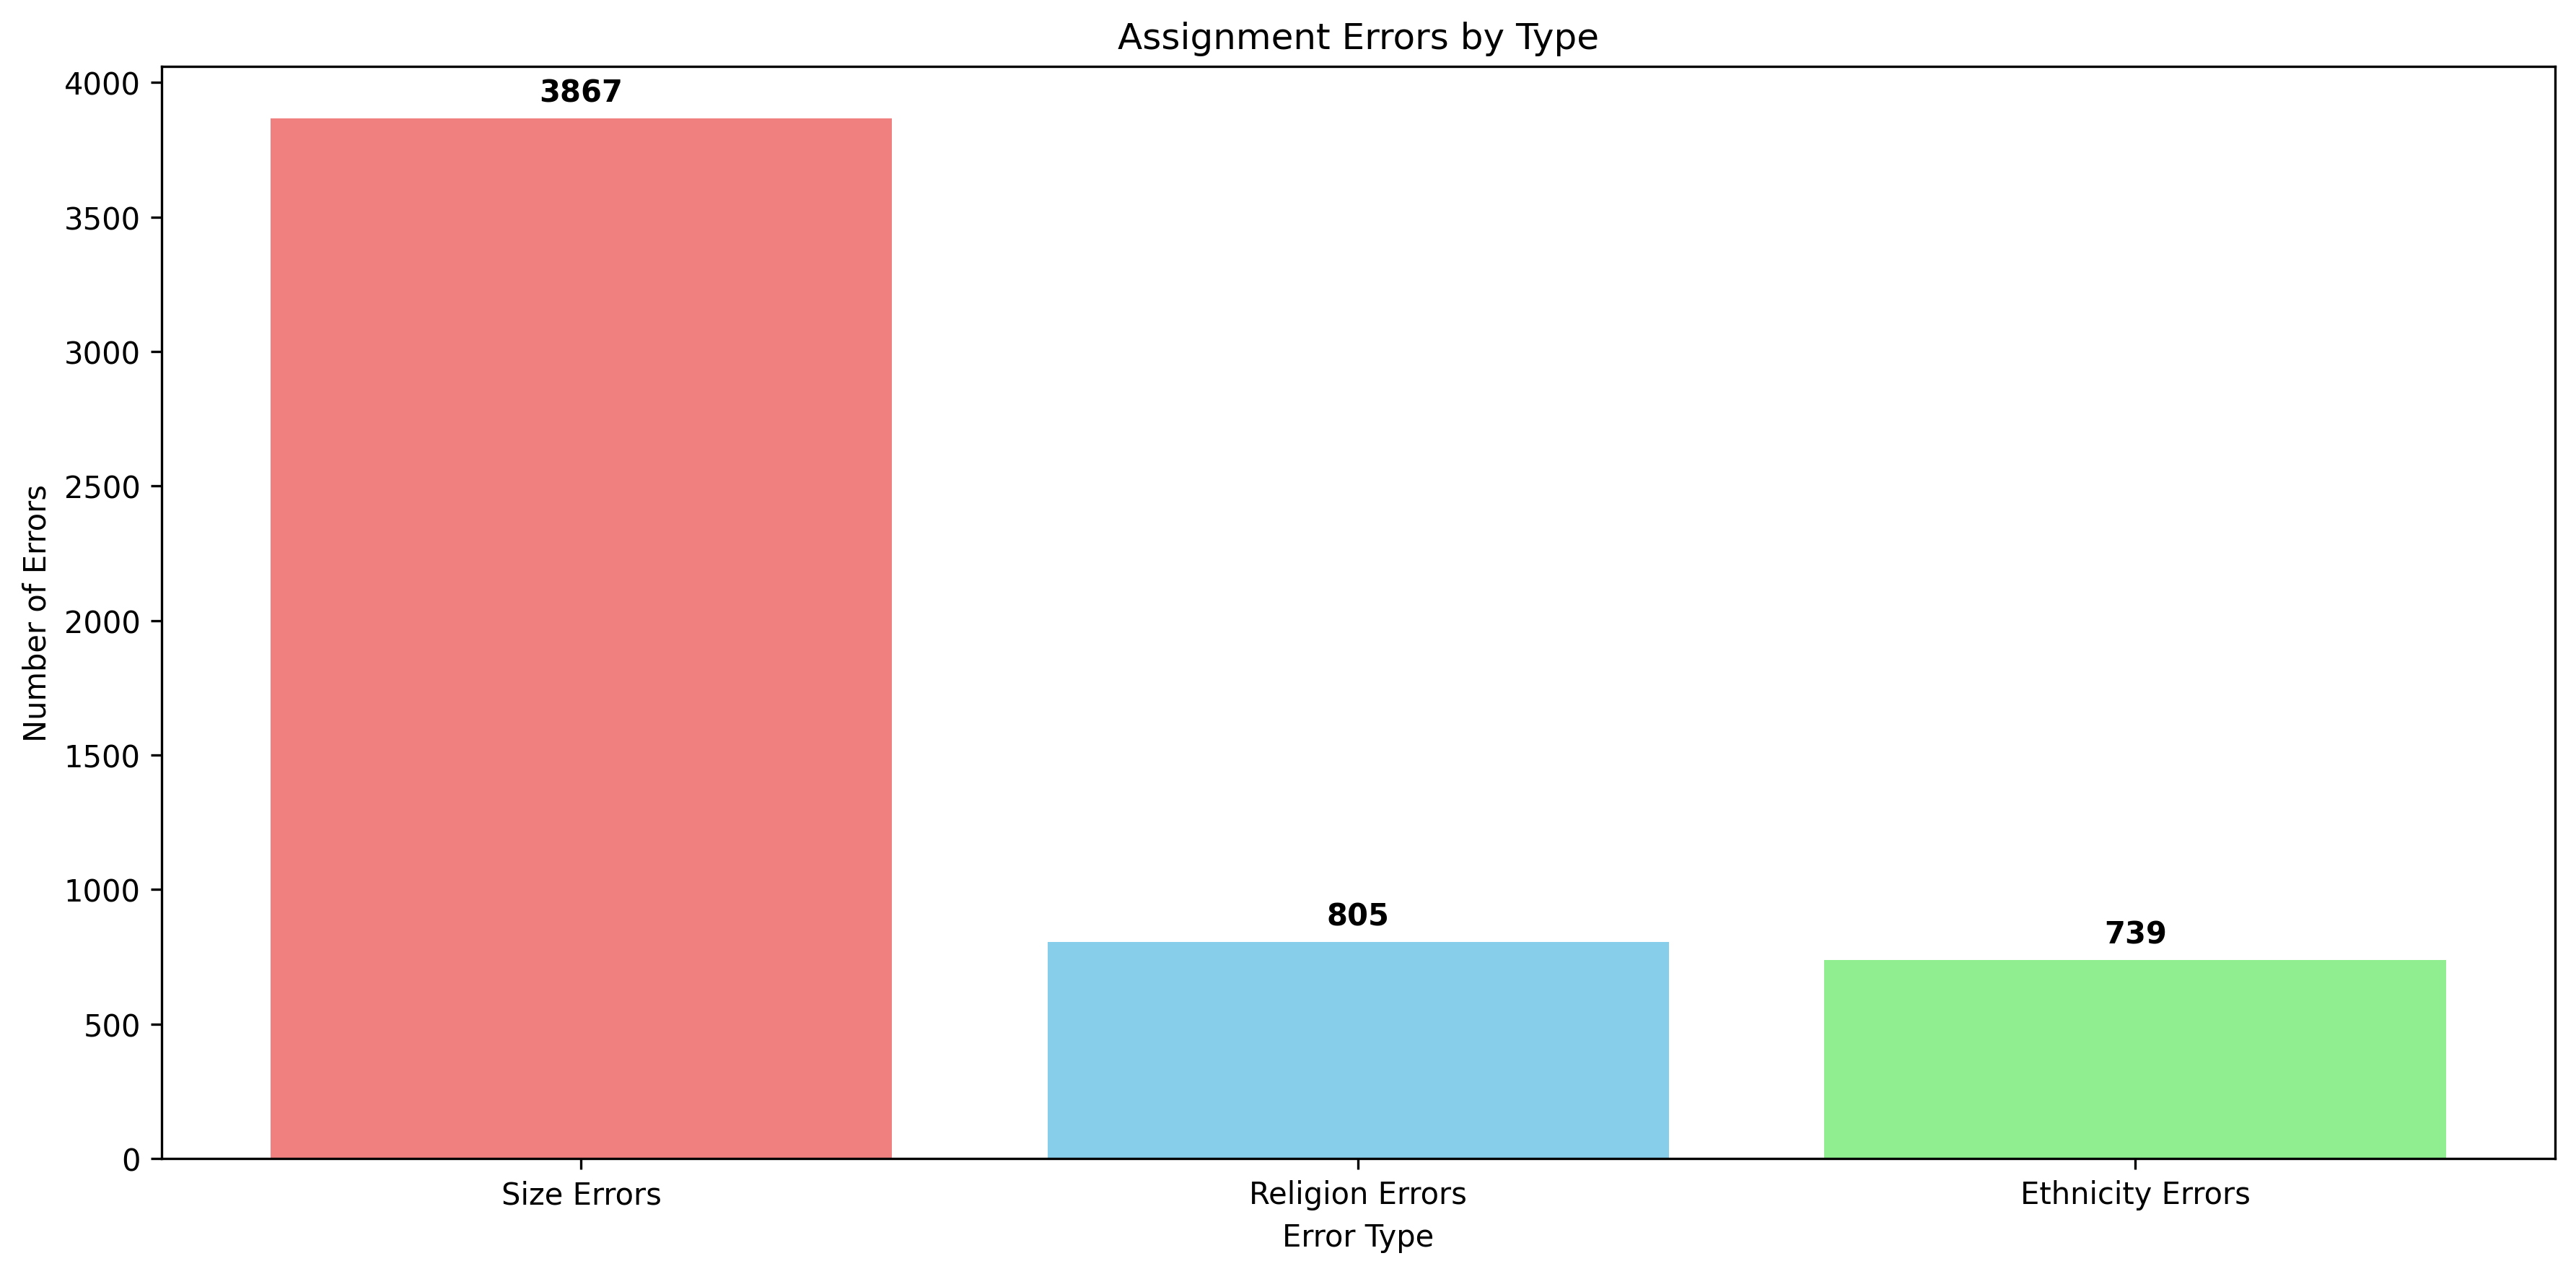 Assignment Errors by Type
Number of Errors
4000
3500
3000
2500
2000
1500
1000
500
0
3867
805
739
Size Errors
Religion Errors
Ethnicity Errors
Error Type